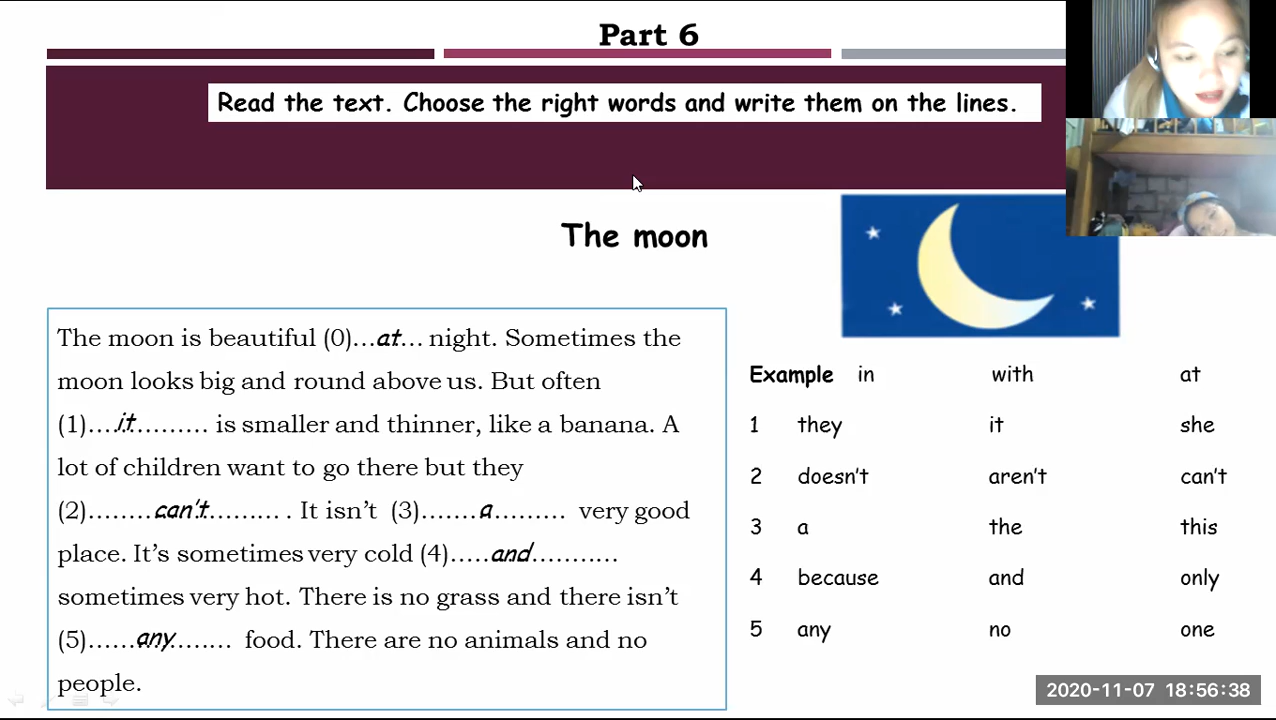 Part 6
Read the text. Choose the right words and write them on the lines.
The moon
The moon is beautiful (0)...at... night. Sometimes the
moon looks big and round above us. But often
(1)....it.......... is smaller and thinner, like a banana. A
lot of children want to go there but they
(2)........can't.......... . It isn't (3).......a......... very good
place. It's sometimes very cold (4).....and...........
sometimes very hot. There is no grass and there isn't
(5)......any......... food. There are no animals and no
people.
Example in with at
1 they it she
2 doesn't aren't can't
3 a the this
4 because and only
5 any no one
2020-11-07 18:56:38